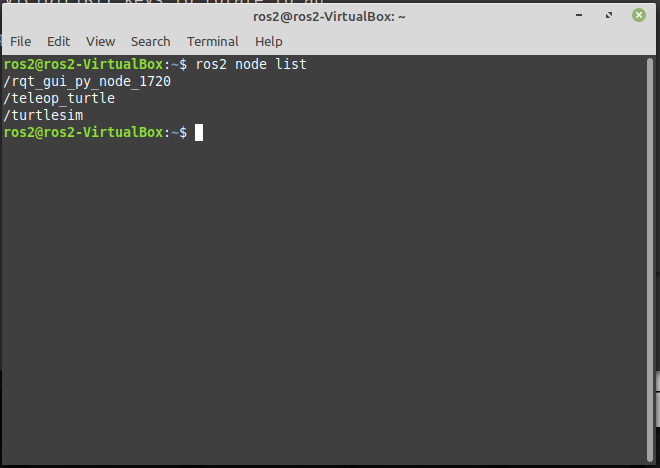 ros2@ros2-VirtualBox: ~
File Edit View Search Terminal Help
ros2@ros2-VirtualBox:~$ ros2 node list
/rqt_gui_py_node_1720
/teleop_turtle
/turtlesim
ros2@ros2-VirtualBox:~$